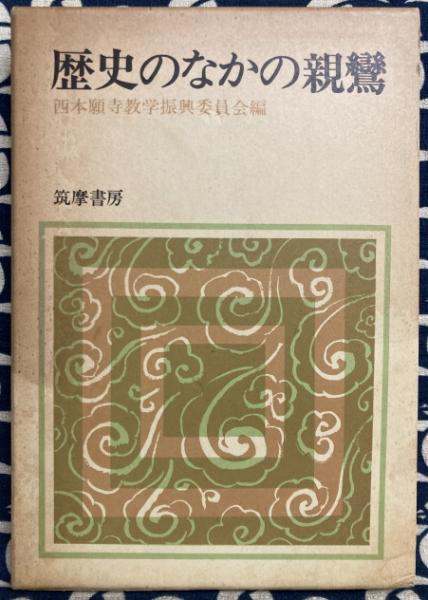 歴史のなかの親鸞
西本願寺教学振興委員会編
筑摩書房